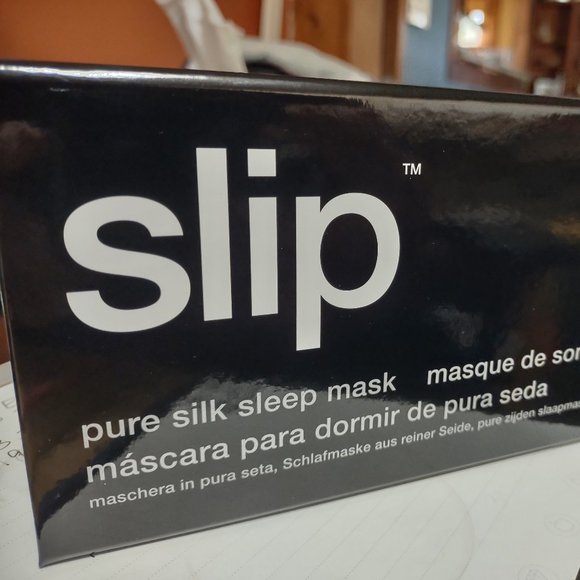 slip™
pure silk sleep mask masque de
máscara para dormir de pura seda
maschera in pura seta, Schlafmaske aus reiner Seide, pure zijden